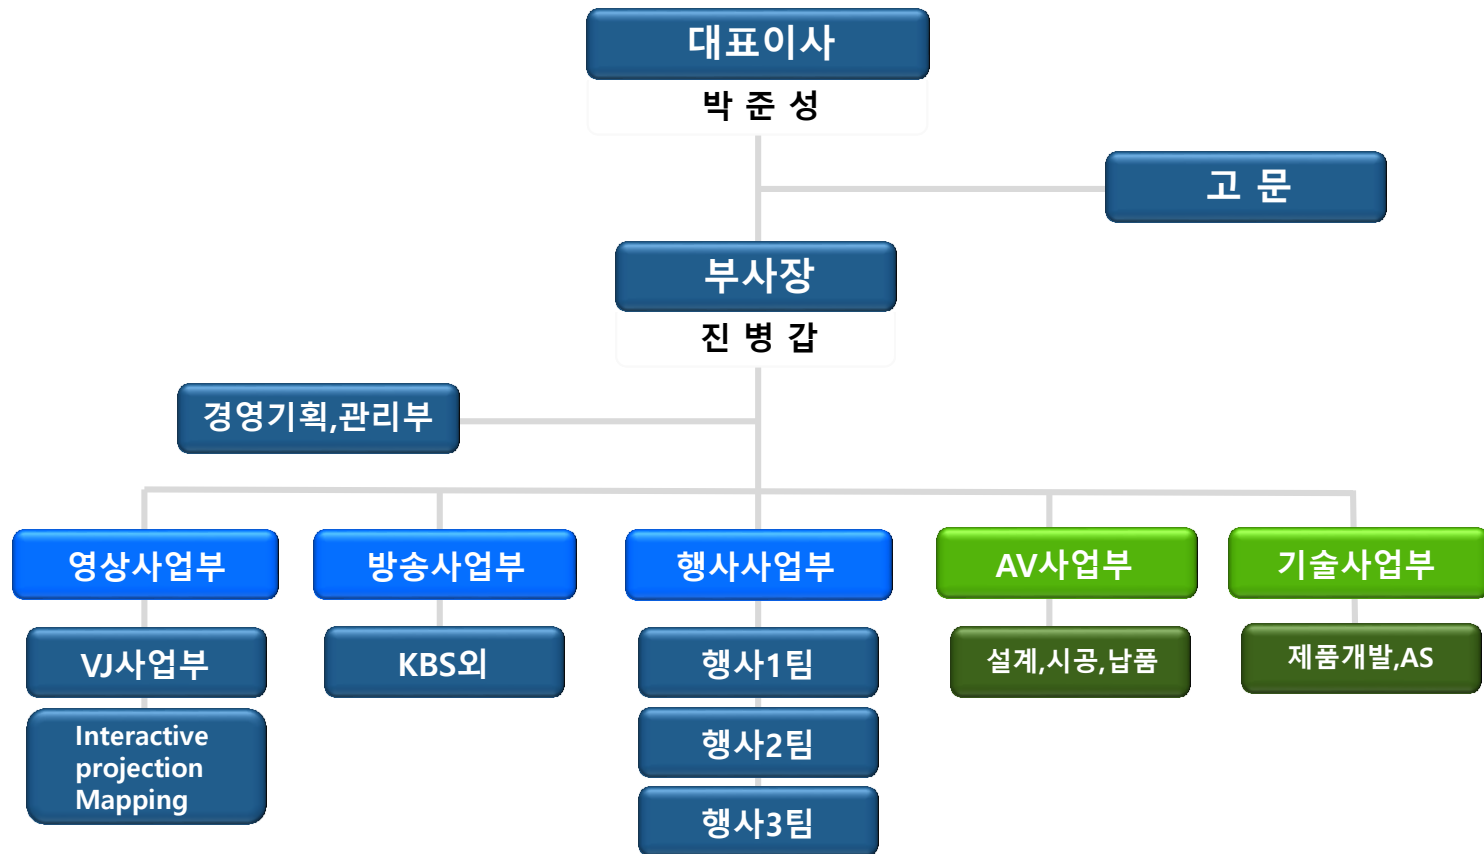 대표이사
박 준 성
고 문
부사장
진 병 갑
경영기획,관리부
영상사업부
방송사업부
행사사업부
AV사업부
기술사업부
VJ사업부
KBS외
행사1팀
설계,시공,납품
제품개발,AS
Interactive
projection
Mapping
행사2팀
행사3팀